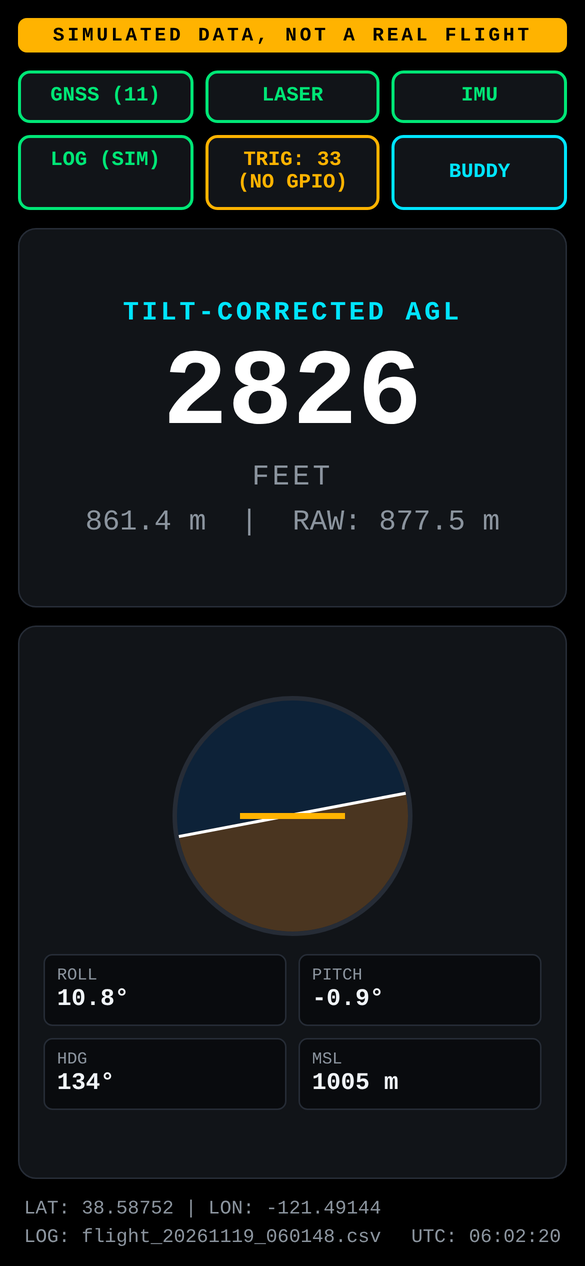 SIMULATED DATA, NOT A REAL FLIGHT
GNSS (11)
LASER
IMU
LOG (SIM)
TRIG: 33
(NO GPIO)
BUDDY
TILT-CORRECTED AGL
2826
FEET
861.4 m | RAW: 877.5 m
ROLL
10.8°
PITCH
-0.9°
HDG
134°
MSL
1005 m
LAT: 38.58752 | LON: -121.49144
LOG: flight_20261119_060148.csv UTC: 06:02:20